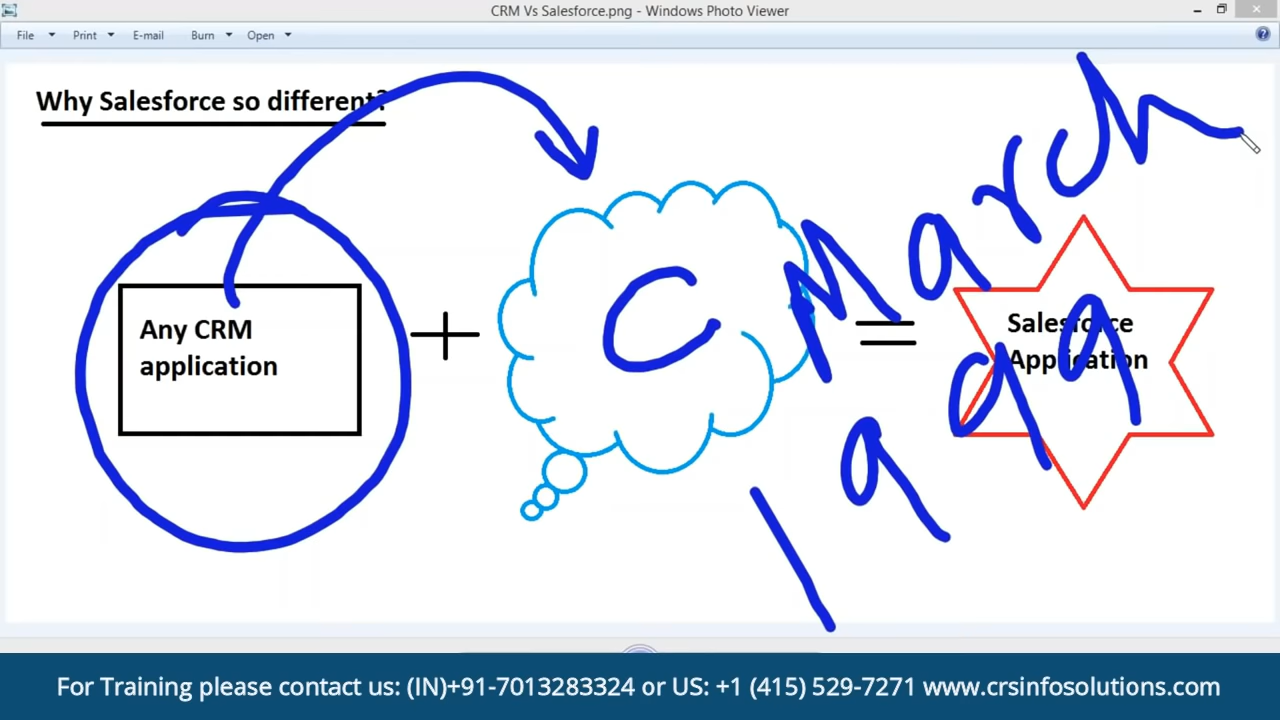 CRM Vs Salesforce.png - Windows Photo Viewer
File Print E-mail Burn Open
Why Salesforce so different?
Any CRM
application
+
C
=
Salesforce
Application
March
1999
For Training please contact us: (IN)+91-7013283324 or US: +1 (415) 529-7271 www.crsinfosolutions.com